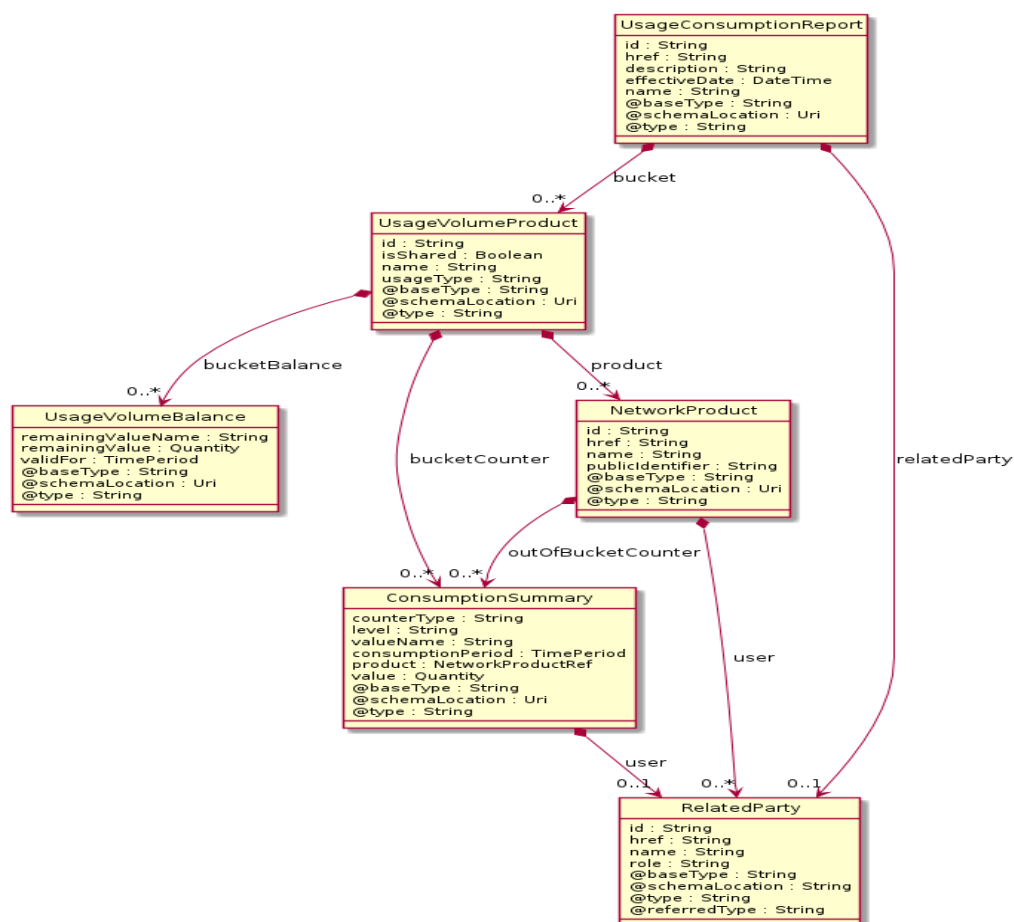 UsageConsumptionReport
id : String
href : String
description : String
effectiveDate : DateTime
name : String
@baseType : String
@schemaLocation : Uri
@type : String
bucket
0..*
UsageVolumeProduct
id : String
isShared : Boolean
name : String
usageType : String
@baseType : String
@schemaLocation : Uri
@type : String
bucketBalance
product
0..*
0..*
UsageVolumeBalance
remainingValueName : String
remainingValue : Quantity
validFor : TimePeriod
@baseType : String
@schemaLocation : Uri
@type : String
NetworkProduct
id : String
href : String
name : String
publicIdentifier : String
@baseType : String
@schemaLocation : Uri
@type : String
bucketCounter
relatedParty
outOfBucketCounter
0..*
0..*
ConsumptionSummary
counterType : String
level : String
valueName : String
consumptionPeriod : TimePeriod
product : NetworkProductRef
value : Quantity
@baseType : String
@schemaLocation : Uri
@type : String
user
user
0..1
0..*
0..1
RelatedParty
id : String
href : String
name : String
role : String
@baseType : String
@schemaLocation : String
@type : String
@referredType : String